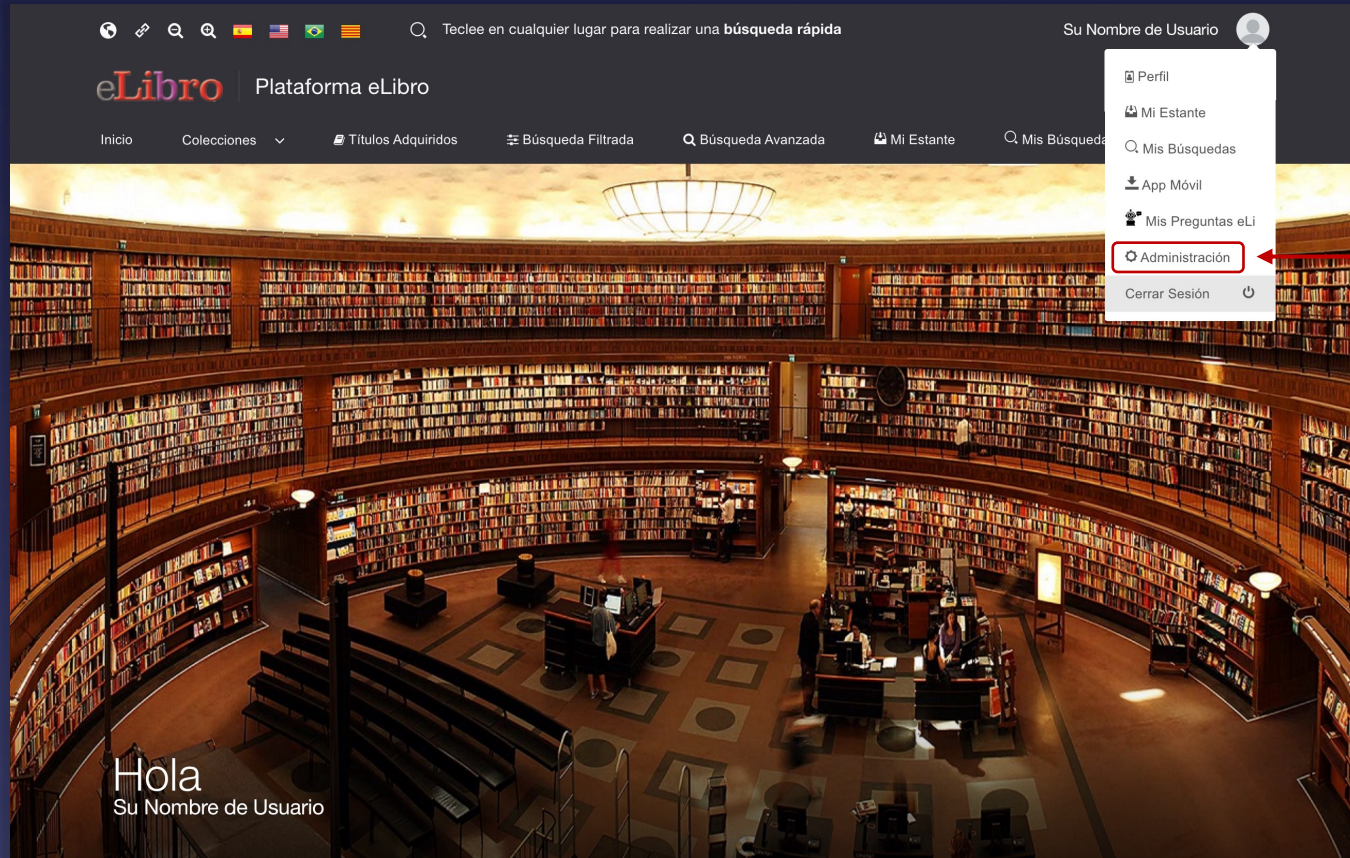 Teclee en cualquier lugar para realizar una búsqueda rápida
Su Nombre de Usuario
eLibro
Plataforma eLibro
Inicio
Colecciones
Títulos Adquiridos
Búsqueda Filtrada
Búsqueda Avanzada
Mi Estante
Mis Búsqueda
Perfil
Mi Estante
Mis Búsquedas
App Móvil
Mis Preguntas eLi
Administración
Cerrar Sesión
Hola
Su Nombre de Usuario